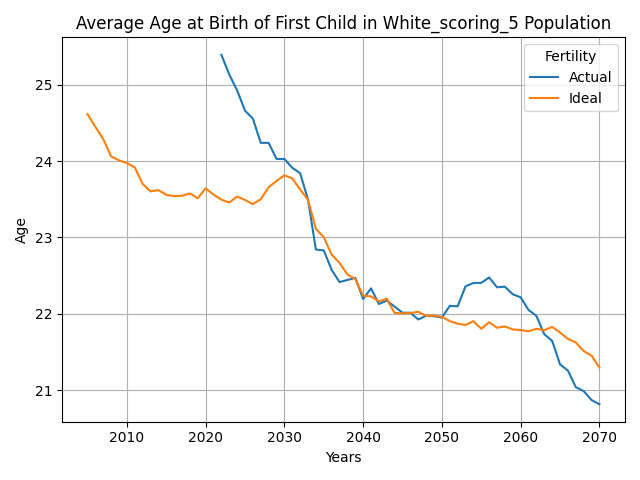 Average Age at Birth of First Child in White_scoring_5 Population
Fertility
Actual
Ideal
25
24
23
22
21
Age
2010 2020 2030 2040 2050 2060 2070
Years